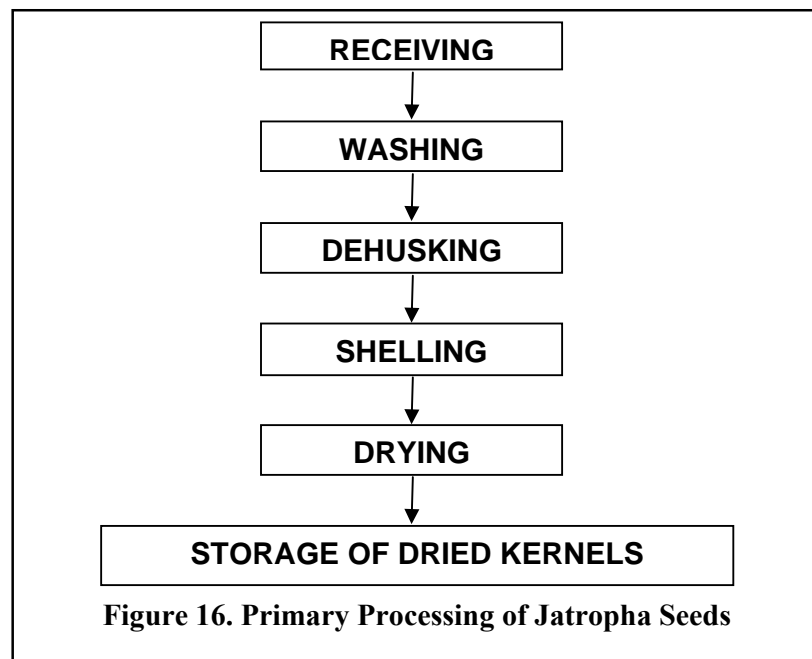 RECEIVING
WASHING
DEHUSKING
SHELLING
DRYING
STORAGE OF DRIED KERNELS
Figure 16. Primary Processing of Jatropha Seeds